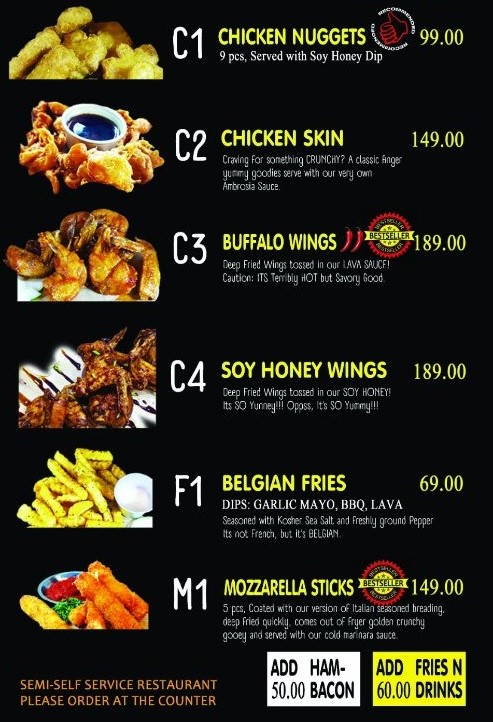 C1 CHICKEN NUGGETS RECOMMENDED RECOMMENDED 99.00
9 pcs, Served with Soy Honey Dip
C2 CHICKEN SKIN 149.00
Craving For something CRUNCHY? A classic finger
yummy goodies serve with our very own
Ambrosia Sauce.
C3 BUFFALO WINGS BESTSELLER BESTSELLER BESTSELLER 189.00
Deep Fried Wings tossed in our LAVA SAUCE!
Caution: ITS Terribly HOT but Savory Good.
C4 SOY HONEY WINGS 189.00
Deep Fried Wings tossed in our SOY HONEY!
Its SO Yunney!!! Oppss, It's SO Yummy!!!
F1 BELGIAN FRIES 69.00
DIPS: GARLIC MAYO, BBQ, LAVA
Seasoned with Kosher Sea Salt and Freshly ground Pepper
Its not French, but it's BELGIAN.
M1 MOZZARELLA STICKS BESTSELLER BESTSELLER BESTSELLER 149.00
5 pcs, Coated with our version of Italian seasoned breading,
deep fried quickly, comes out of fryer golden crunchy
gooey and served with our cold marinara sauce.
ADD HAM-
50.00 BACON
ADD FRIES N
60.00 DRINKS
SEMI-SELF SERVICE RESTAURANT
PLEASE ORDER AT THE COUNTER